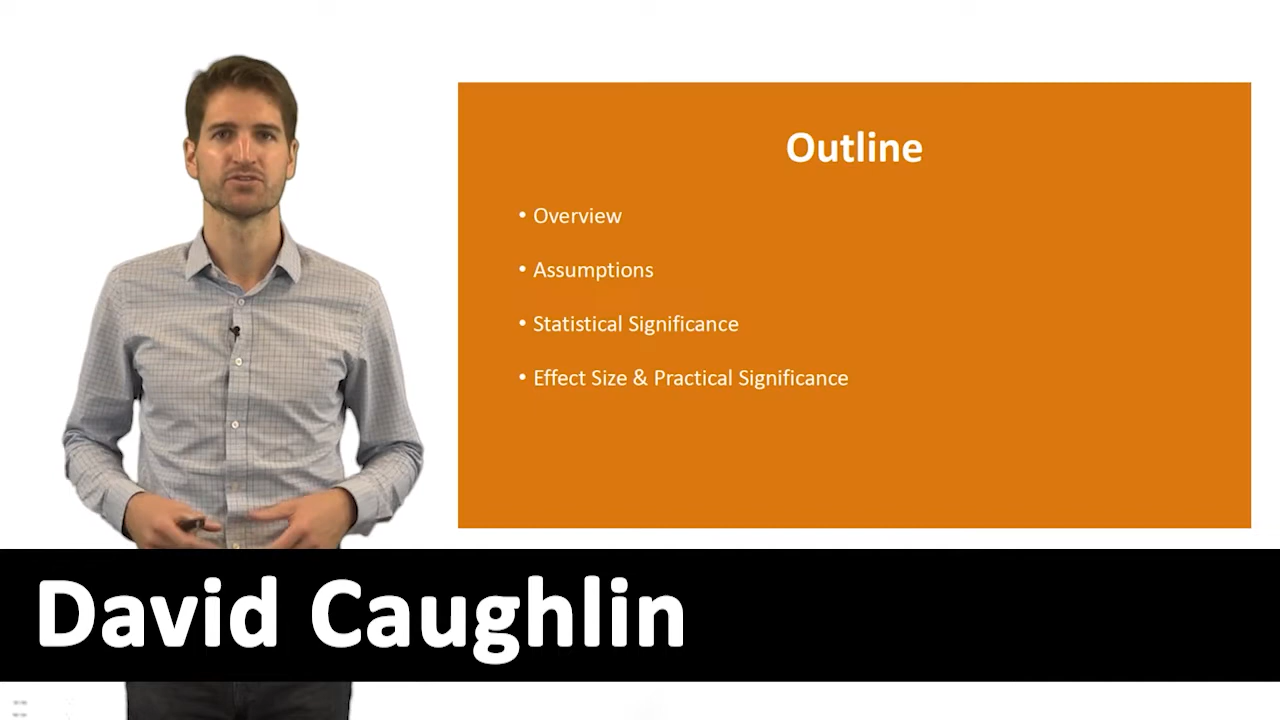 Outline
• Overview
• Assumptions
• Statistical Significance
• Effect Size & Practical Significance
David Caughlin